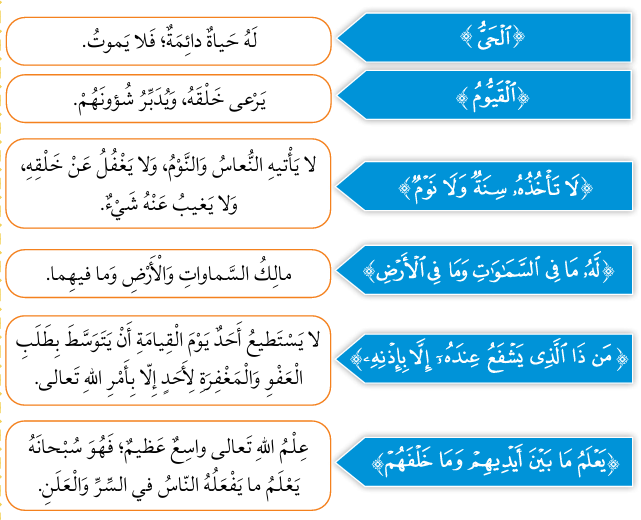 ﴿ٱلۡحَيُّ﴾
لَهُ حَياةٌ دائِمَةٌ؛ فَلا يَموتُ.
﴿ٱلۡقَيُّومُ﴾
يَرْعى خَلْقَهُ، وَيُدَبِّرُ شُؤونَهُمْ.
﴿لَا تَأۡخُذُهُۥ سِنَةٞ وَلَا نَوۡمٞ﴾
لا يَأْتيهِ النُّعاسُ وَالنَّوْمُ، وَلا يَغْفُلُ عَنْ خَلْقِهِ،
وَلا يَغيبُ عَنْهُ شَيْءٌ.
﴿لَّهُۥ مَا فِي ٱلسَّمَٰوَٰتِ وَمَا فِي ٱلۡأَرۡضِ﴾
مالِكُ السَّماواتِ وَالْأَرْضِ وَما فيهِما.
﴿مَن ذَا ٱلَّذِي يَشۡفَعُ عِندَهُۥٓ إِلَّا بِإِذۡنِهِۦ﴾
لا يَسْتَطيعُ أَحَدٌ يَوْمَ الْقِيامَةِ أَنْ يَتَوَسَّطَ بِطَلَبِ
الْعَفْوِ وَالْمَغْفِرَةِ لِأَحَدٍ إِلّا بِأَمْرِ اللهِ تَعالى.
﴿يَعۡلَمُ مَا بَيۡنَ أَيۡدِيهِمۡ وَمَا خَلۡفَهُمۡ﴾
عِلْمُ اللهِ تَعالى واسِعٌ عَظيمٌ؛ فَهُوَ سُبْحانَهُ
يَعْلَمُ ما يَفْعَلُهُ النّاسُ في السِّرِّ وَالْعَلَنِ.